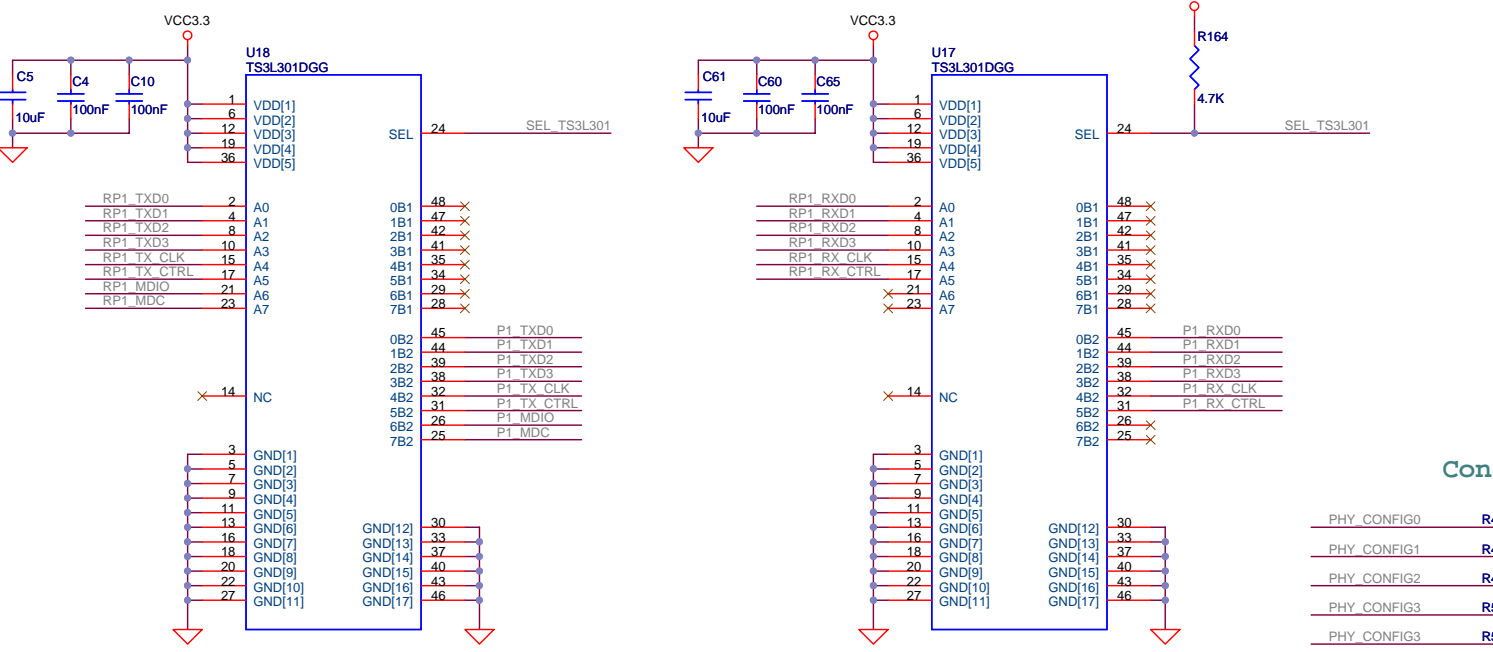 VCC3.3
U18
TS3L301DGG
C5
C4
C10
10uF
100nF
100nF
1 VDD[1]
6 VDD[2]
12 VDD[3]
19 VDD[4]
36 VDD[5]
SEL 24 SEL_TS3L301
RP1_TXD0 2 A0
RP1_TXD1 4 A1
RP1_TXD2 8 A2
RP1_TXD3 10 A3
RP1_TX_CLK 15 A4
RP1_TX_CTRL 17 A5
RP1_MDIO 21 A6
RP1_MDC 23 A7
0B1 48
1B1 47
2B1 42
3B1 41
4B1 35
5B1 34
6B1 29
7B1 28
0B2 45 P1_TXD0
1B2 44 P1_TXD1
2B2 39 P1_TXD2
3B2 38 P1_TXD3
4B2 32 P1_TX_CLK
5B2 31 P1_TX_CTRL
6B2 26 P1_MDIO
7B2 25 P1_MDC
14 NC
3 GND[1]
5 GND[2]
7 GND[3]
9 GND[4]
11 GND[5]
13 GND[6]
16 GND[7]
18 GND[8]
20 GND[9]
22 GND[10]
27 GND[11]
GND[12] 30
GND[13] 33
GND[14] 37
GND[15] 40
GND[16] 43
GND[17] 46
VCC3.3
U17
TS3L301DGG
C61
C60
C65
10uF
100nF
100nF
1 VDD[1]
6 VDD[2]
12 VDD[3]
19 VDD[4]
36 VDD[5]
R164
4.7K
SEL 24 SEL_TS3L301
RP1_RXD0 2 A0
RP1_RXD1 4 A1
RP1_RXD2 8 A2
RP1_RXD3 10 A3
RP1_RX_CLK 15 A4
RP1_RX_CTRL 17 A5
21 A6
23 A7
0B1 48
1B1 47
2B1 42
3B1 41
4B1 35
5B1 34
6B1 29
7B1 28
0B2 45 P1_RXD0
1B2 44 P1_RXD1
2B2 39 P1_RXD2
3B2 38 P1_RXD3
4B2 32 P1_RX_CLK
5B2 31 P1_RX_CTRL
6B2 26
7B2 25
14 NC
3 GND[1]
5 GND[2]
7 GND[3]
9 GND[4]
11 GND[5]
13 GND[6]
16 GND[7]
18 GND[8]
20 GND[9]
22 GND[10]
27 GND[11]
GND[12] 30
GND[13] 33
GND[14] 37
GND[15] 40
GND[16] 43
GND[17] 46
Con
PHY_CONFIG0
PHY_CONFIG1
PHY_CONFIG2
PHY_CONFIG3
PHY_CONFIG3